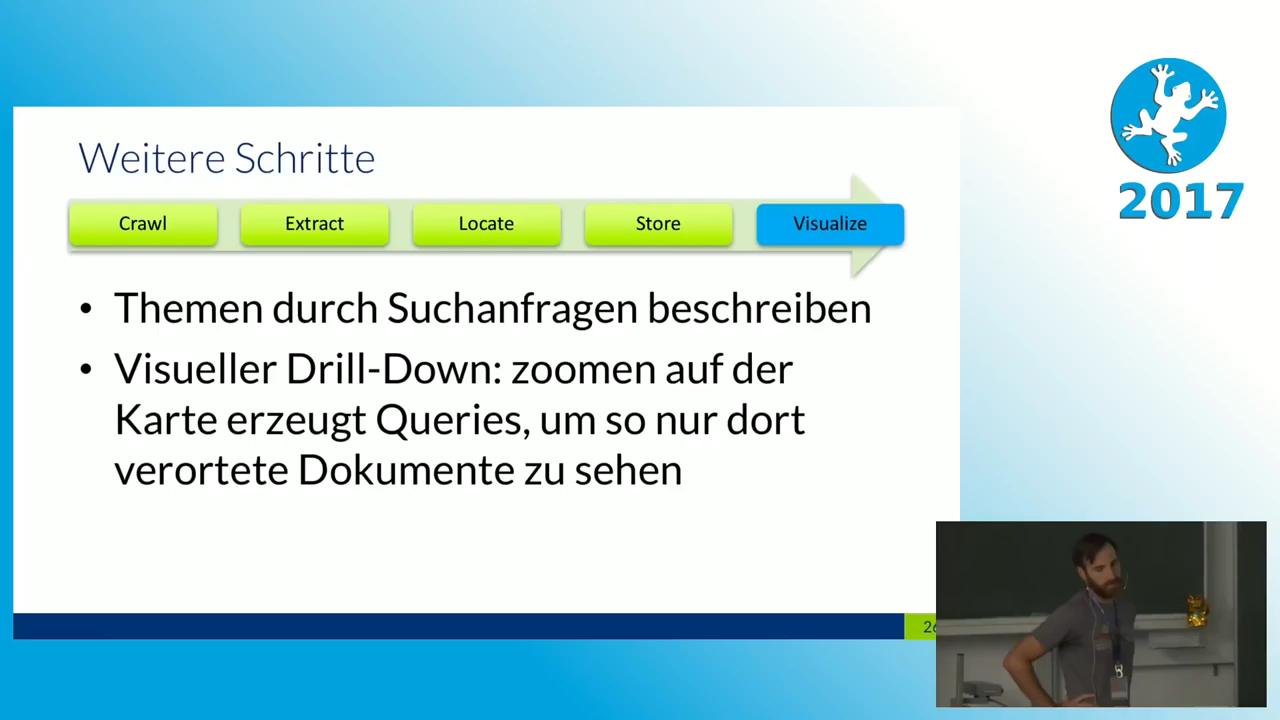 2017
Weitere Schritte
Crawl
Extract
Locate
Store
Visualize
• Themen durch Suchanfragen beschreiben
• Visueller Drill-Down: zoomen auf der
Karte erzeugt Queries, um so nur dort
verortete Dokumente zu sehen